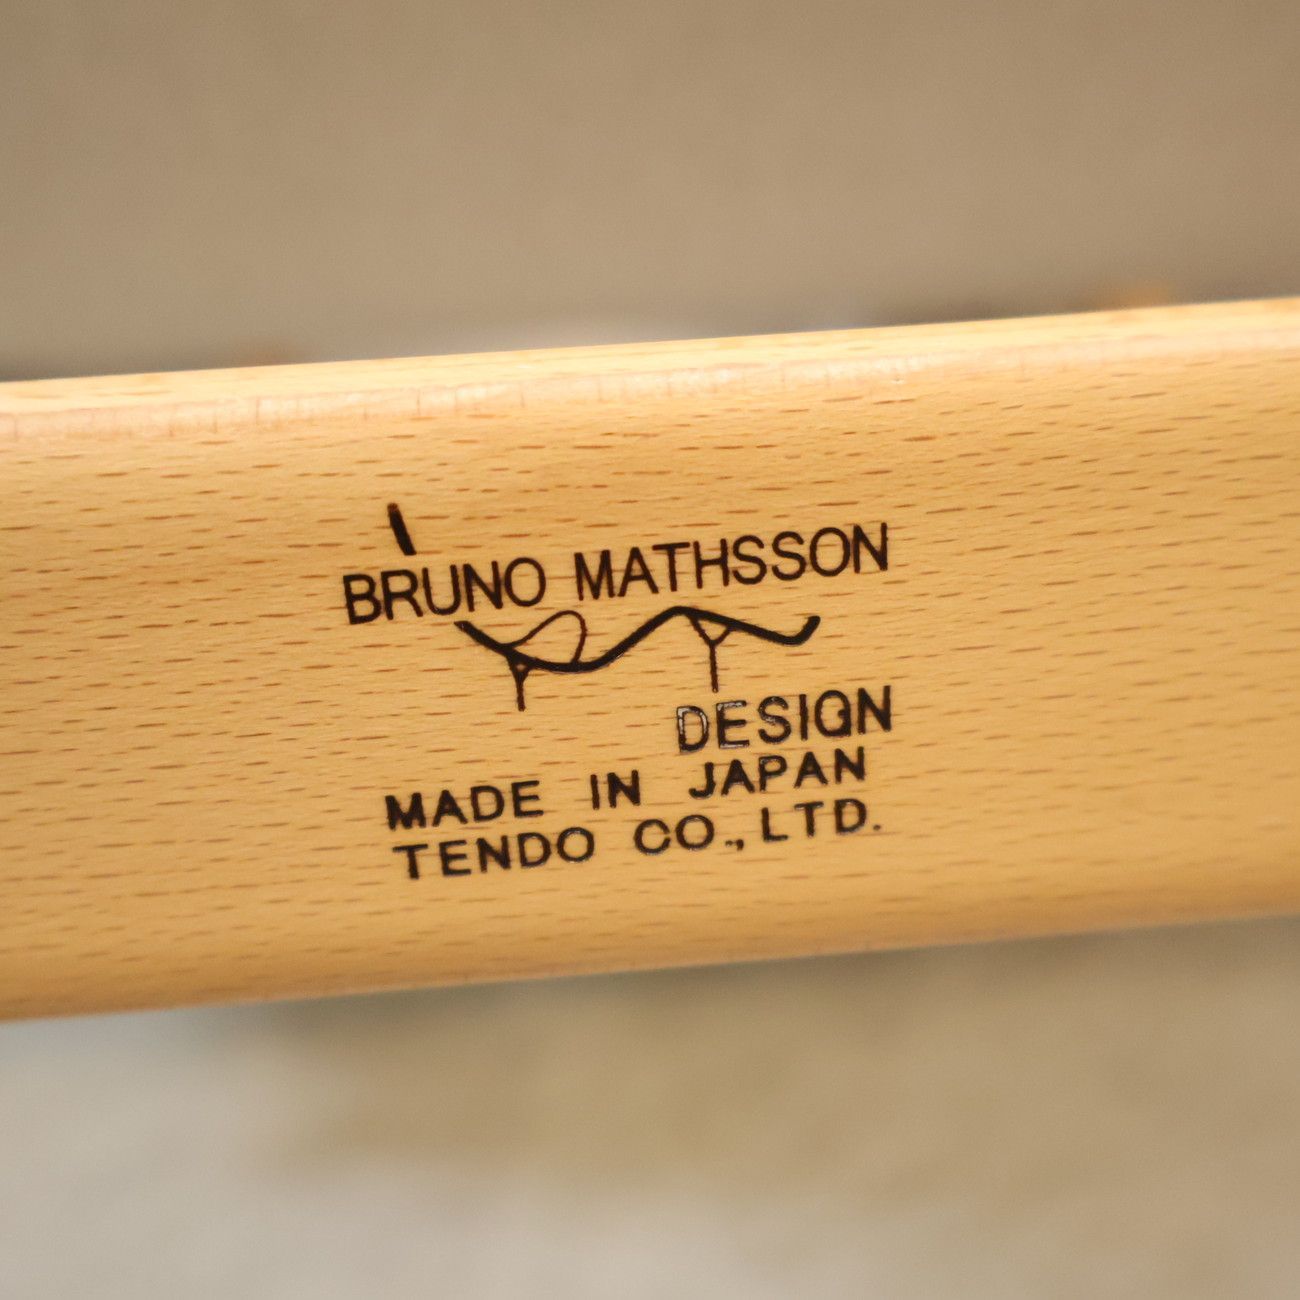 BRUNO MATHSSON
DESIGN
MADE IN JAPAN
TENDO CO., LTD.